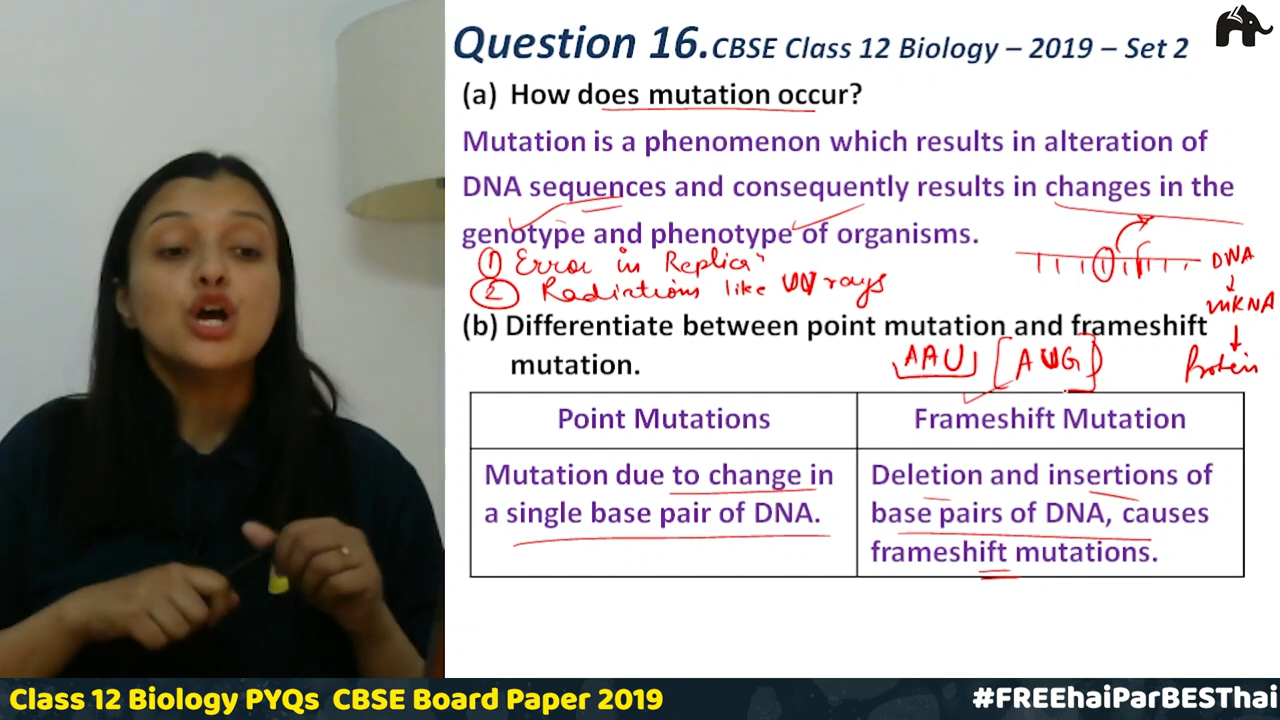 Question 16. CBSE Class 12 Biology – 2019 – Set 2
(a) How does mutation occur?
Mutation is a phenomenon which results in alteration of
DNA sequences and consequently results in changes in the
genotype and phenotype of organisms.
① Error in Replicaⁿ
② Radiations like UV rays
DNA
↓
mRNA
↓
Protein
(b) Differentiate between point mutation and frameshift
mutation.
AAU [AUG]
Point Mutations
Frameshift Mutation
Mutation due to change in
a single base pair of DNA.
Deletion and insertions of
base pairs of DNA, causes
frameshift mutations.
Class 12 Biology PYQs CBSE Board Paper 2019
#FREEhaiParBESThai